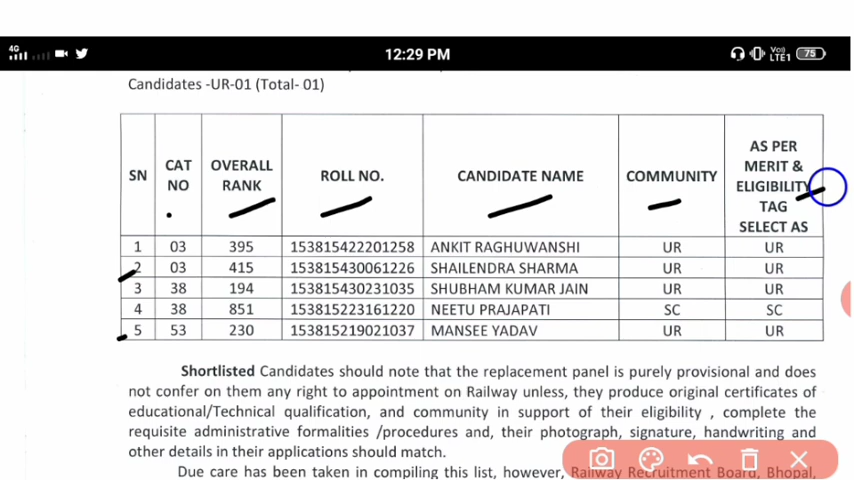 4G 12:29 PM Vo) LTE1 75
Candidates -UR-01 (Total- 01)
SN CAT NO OVERALL RANK ROLL NO. CANDIDATE NAME COMMUNITY AS PER MERIT & ELIGIBILITY TAG SELECT AS
1 03 395 153815422201258 ANKIT RAGHUWANSHI UR UR
2 03 415 153815430061226 SHAILENDRA SHARMA UR UR
3 38 194 153815430231035 SHUBHAM KUMAR JAIN UR UR
4 38 851 153815223161220 NEETU PRAJAPATI SC SC
5 53 230 153815219021037 MANSEE YADAV UR UR
Shortlisted Candidates should note that the replacement panel is purely provisional and does
not confer on them any right to appointment on Railway unless, they produce original certificates of
educational/Technical qualification, and community in support of their eligibility , complete the
requisite administrative formalities /procedures and, their photograph, signature, handwriting and
other details in their applications should match.
Due care has been taken in compiling this list, however, Railway Recruitment Board, Bhopal,